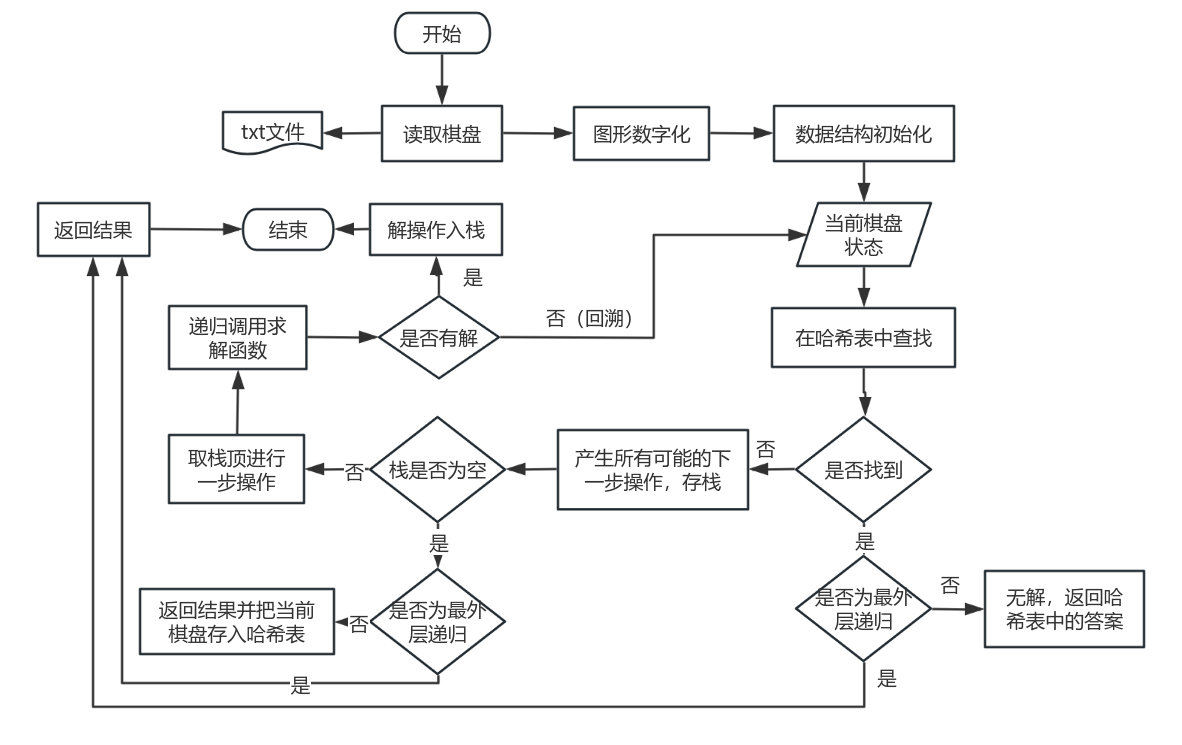 开始
txt文件
读取棋盘
图形数字化
数据结构初始化
返回结果
结束
解操作入栈
当前棋盘
状态
是
否（回溯）
递归调用求
解函数
是否有解
在哈希表中查找
取栈顶进行
一步操作
否
栈是否为空
产生所有可能的下
一步操作，存栈
否
是否找到
是
是
返回结果并把当前
棋盘存入哈希表
否
是否为最外
层递归
是否为最外
层递归
否
无解，返回哈
希表中的答案
是
是